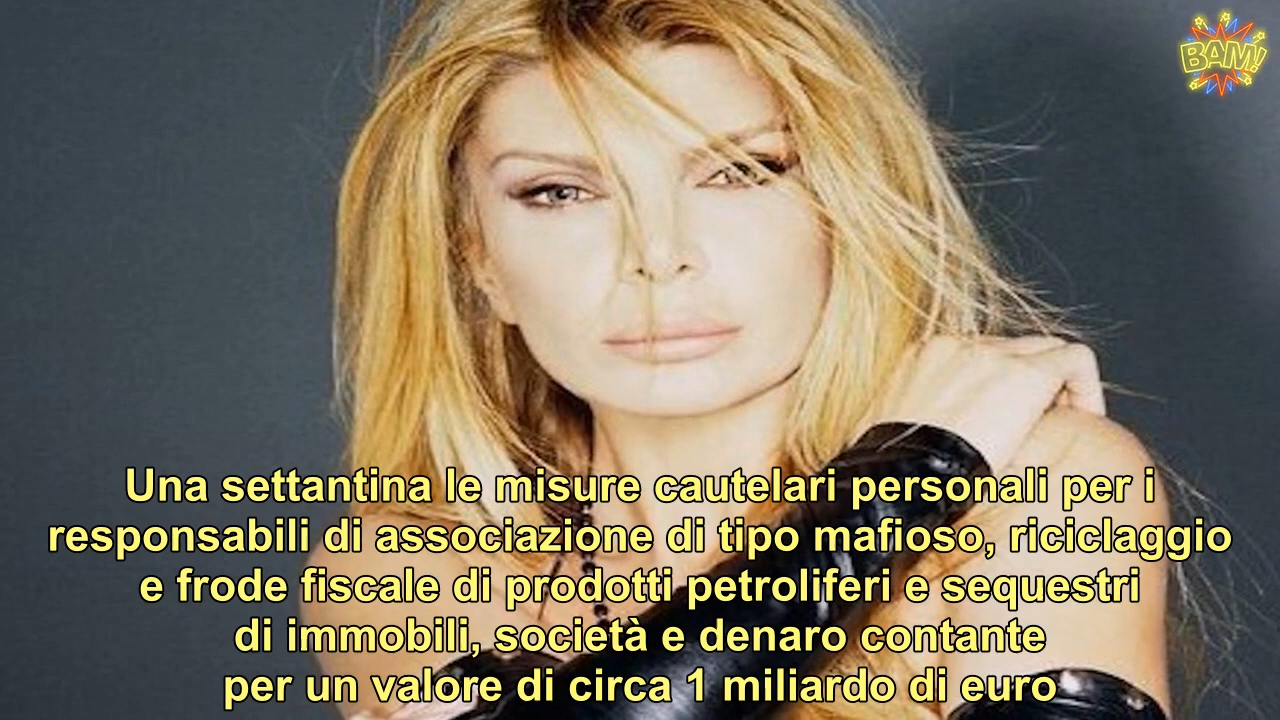 BAM!
Una settantina le misure cautelari personali per i
responsabili di associazione di tipo mafioso, riciclaggio
e frode fiscale di prodotti petroliferi e sequestri
di immobili, società e denaro contante
per un valore di circa 1 miliardo di euro